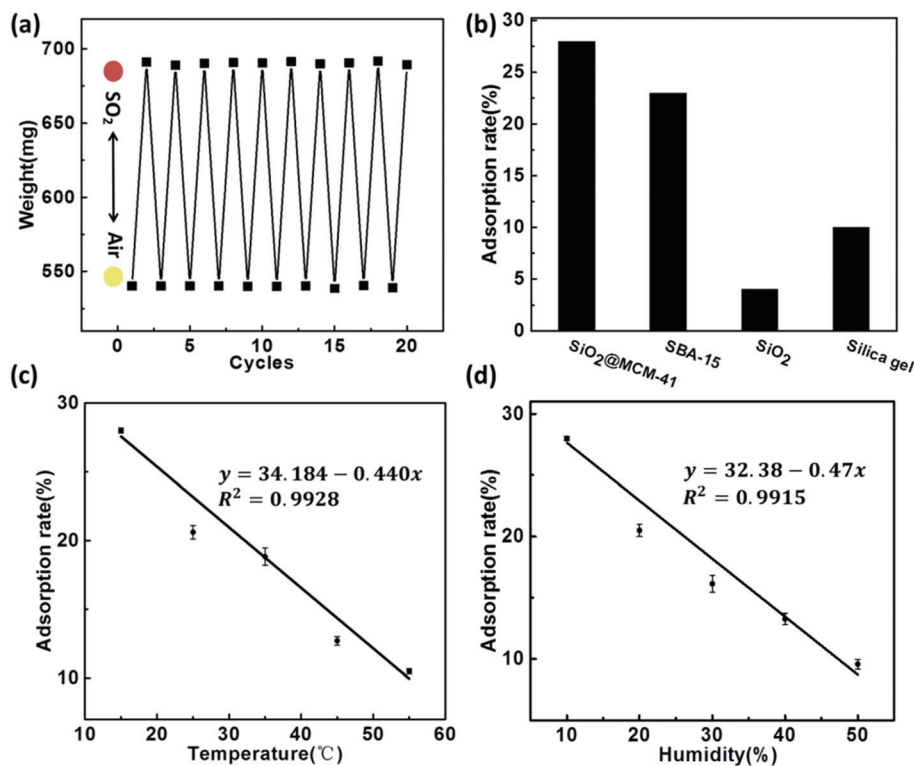 (a)
700
650
600
550
Weight(mg)
SO2
Air
0 5 10 15 20
Cycles
(b)
30
25
20
15
10
5
0
Adsorption rate(%)
SiO2@MCM-41 SBA-15 SiO2 Silica gel
(c)
30
20
10
Adsorption rate(%)
y = 34.184−0.440x
R² = 0.9928
10 20 30 40 50 60
Temperature(℃)
(d)
30
20
10
Adsorption rate(%)
y = 32.38−0.47x
R² = 0.9915
10 20 30 40 50
Humidity(%)